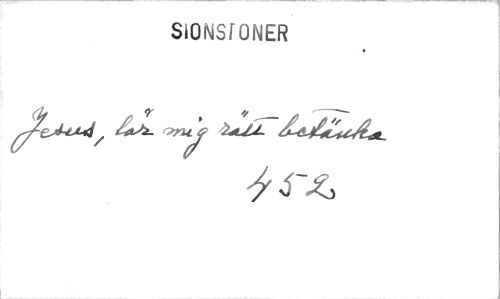 SIONSTONER
Jesus, lär mig rätt betänka
452